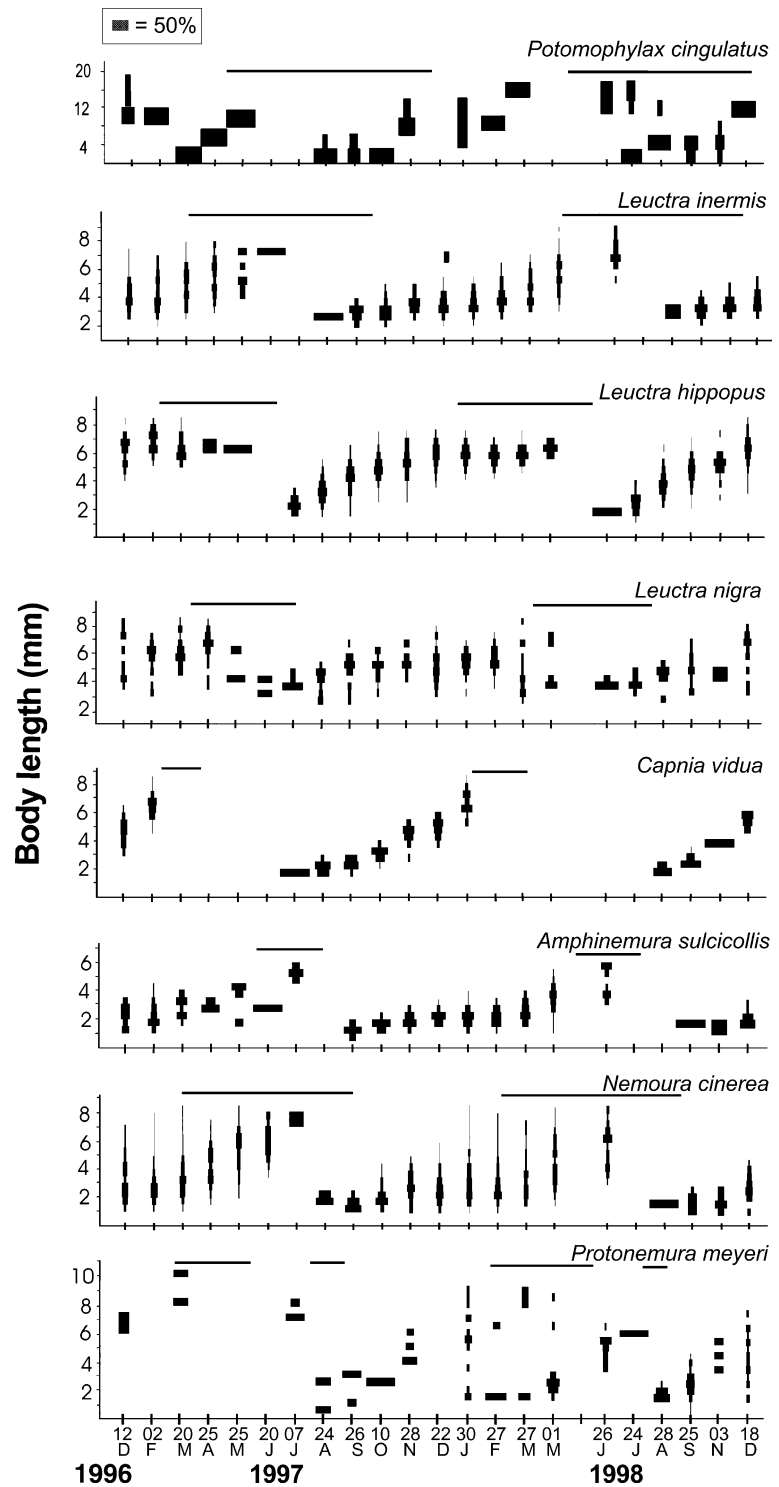 = 50%
Potomophylax cingulatus
20
12
4
Leuctra inermis
8
6
4
2
Leuctra hippopus
8
6
4
2
Leuctra nigra
8
6
4
2
Capnia vidua
8
6
4
2
Amphinemura sulcicollis
6
4
2
Nemoura cinerea
8
6
4
2
Protonemura meyeri
10
8
6
4
2
Body length (mm)
12 02 20 25 25 20 07 24 26 10 28 22 30 27 27 01 26 24 28 25 03 18
D F M A M J J A S O N D J F M M J J A S N D
1996 1997 1998